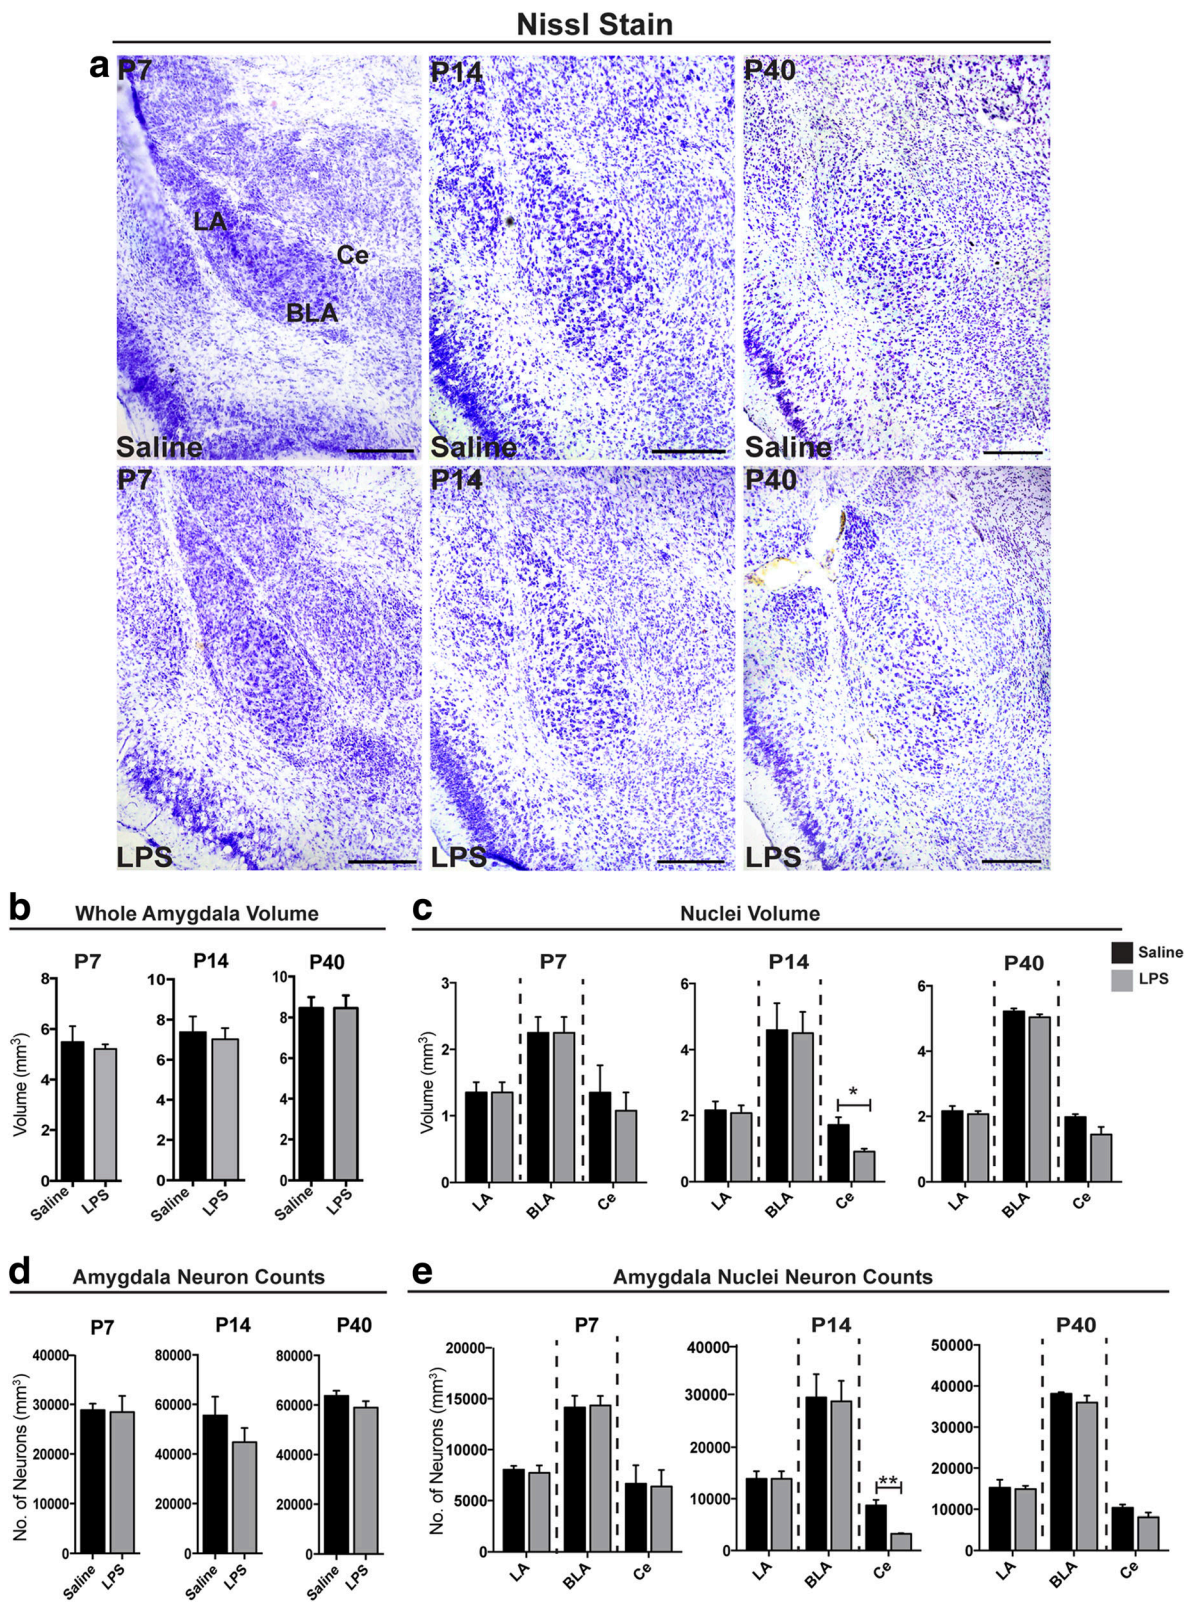 Nissl Stain
a
P7
P14
P40
LA
Ce
BLA
Saline
Saline
Saline
P7
P14
P40
LPS
LPS
LPS
b
Whole Amygdala Volume
P7
P14
P40
Volume (mm³)
8
6
4
2
0
Saline
LPS
10
8
6
4
2
0
Saline
LPS
10
8
6
4
2
0
Saline
LPS
c
Nuclei Volume
Saline
LPS
P7
P14
P40
Volume (mm³)
3
2
1
0
LA
BLA
Ce
6
4
2
0
*
LA
BLA
Ce
6
4
2
0
LA
BLA
Ce
d
Amygdala Neuron Counts
P7
P14
P40
No. of Neurons (mm³)
40000
30000
20000
10000
0
Saline
LPS
80000
60000
40000
20000
0
Saline
LPS
80000
60000
40000
20000
0
Saline
LPS
e
Amygdala Nuclei Neuron Counts
P7
P14
P40
No. of Neurons (mm³)
20000
15000
10000
5000
0
LA
BLA
Ce
40000
30000
20000
10000
0
**
LA
BLA
Ce
50000
40000
30000
20000
10000
0
LA
BLA
Ce